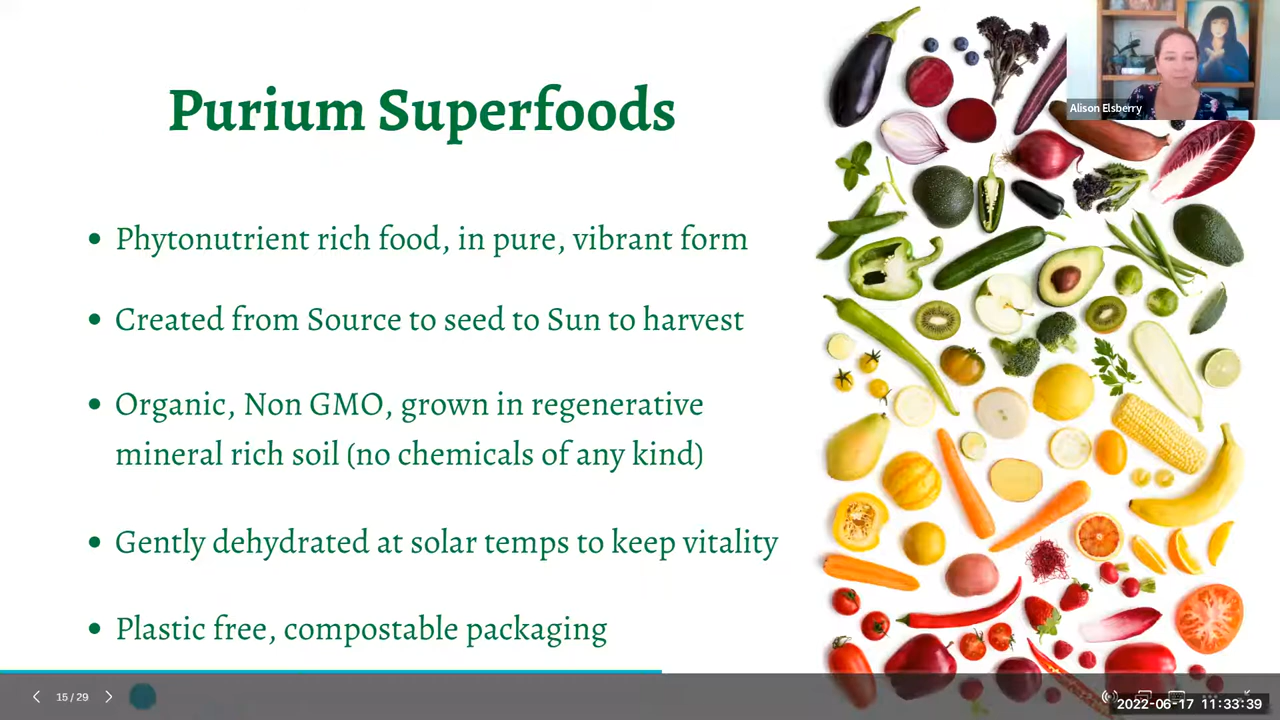 Purium Superfoods
Alison Elsberry
• Phytonutrient rich food, in pure, vibrant form
• Created from Source to seed to Sun to harvest
• Organic, Non GMO, grown in regenerative
mineral rich soil (no chemicals of any kind)
• Gently dehydrated at solar temps to keep vitality
• Plastic free, compostable packaging
15 / 29
2022-06-17 11:33:39